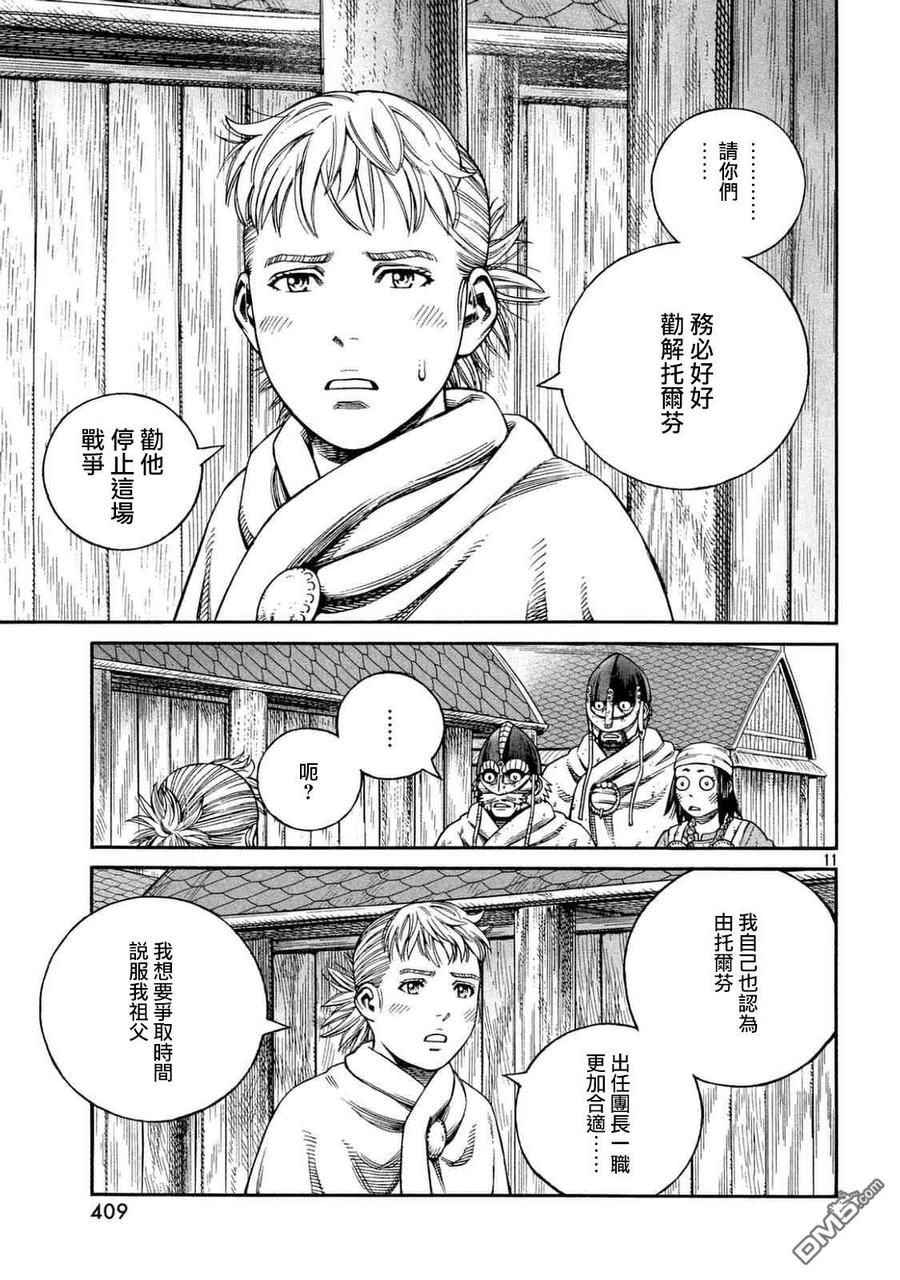 …………
請你們
……
務必好好
勸解托爾芬
勸他
停止這場
戰爭
……
呃?
11
我自己也認為
由托爾芬
出任團長一職
更加合適……
我想要爭取時間
説服我祖父
409
DM5.com